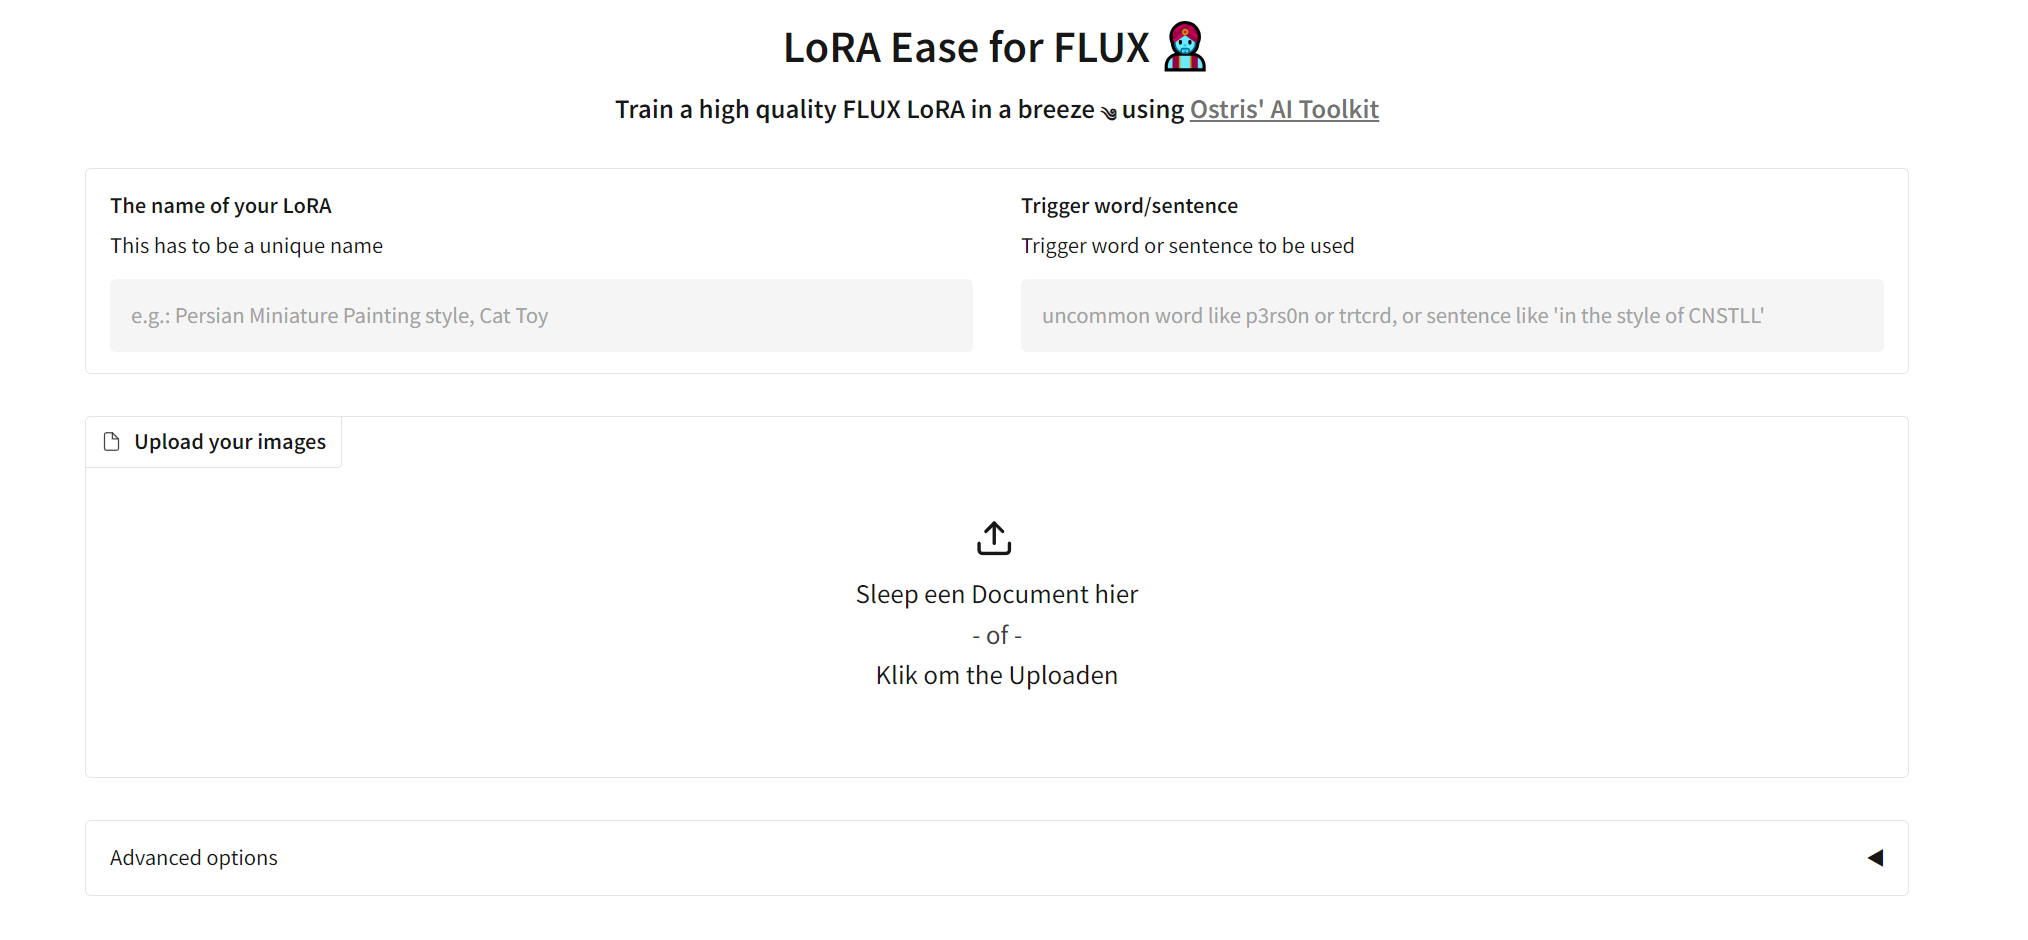 LoRA Ease for FLUX
Train a high quality FLUX LoRA in a breeze ༄ using Ostris' AI Toolkit
The name of your LoRA
This has to be a unique name
e.g.: Persian Miniature Painting style, Cat Toy
Trigger word/sentence
Trigger word or sentence to be used
uncommon word like p3rs0n or trtcrd, or sentence like 'in the style of CNSTLL'
Upload your images
Sleep een Document hier
- of -
Klik om the Uploaden
Advanced options